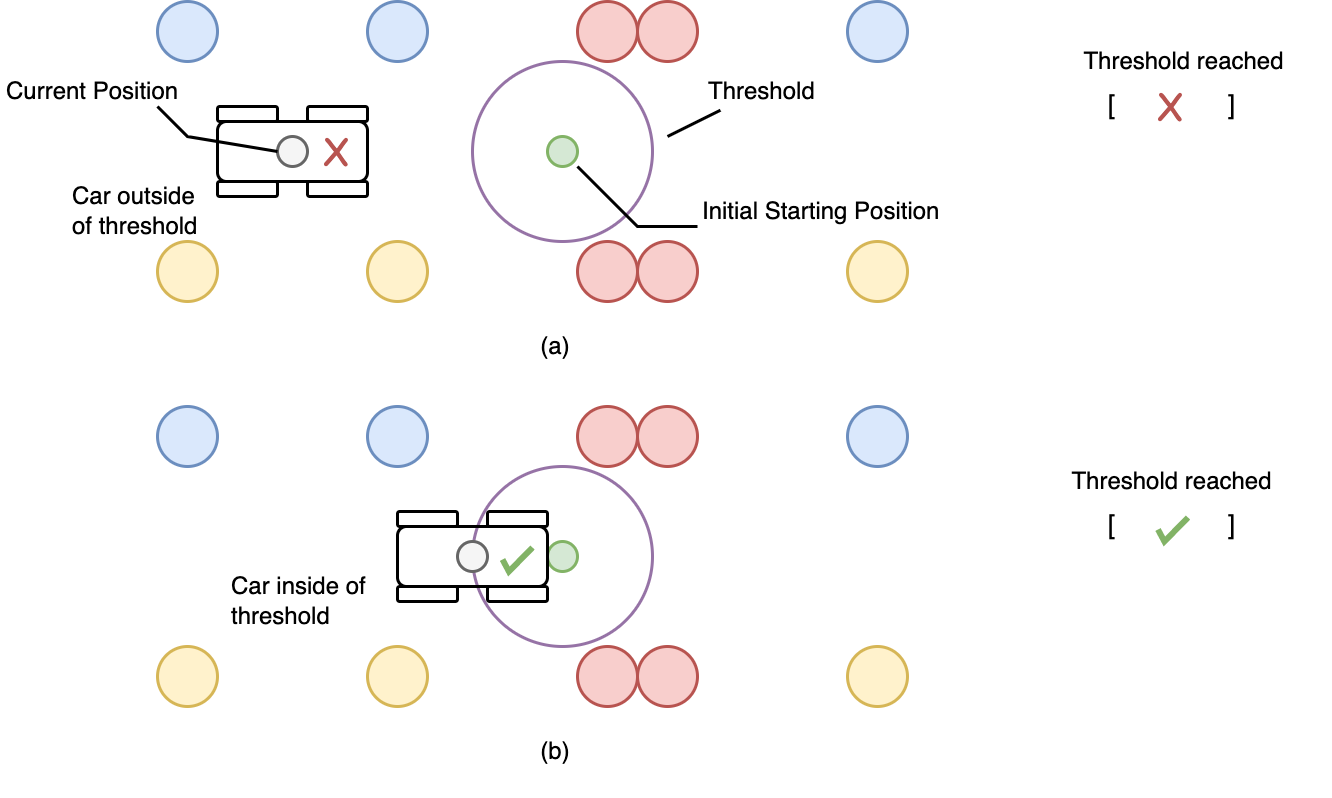 Threshold reached
[ ✗ ]
Current Position
Threshold
Car outside
of threshold
Initial Starting Position
(a)
Threshold reached
[ ✓ ]
Car inside of
threshold
(b)